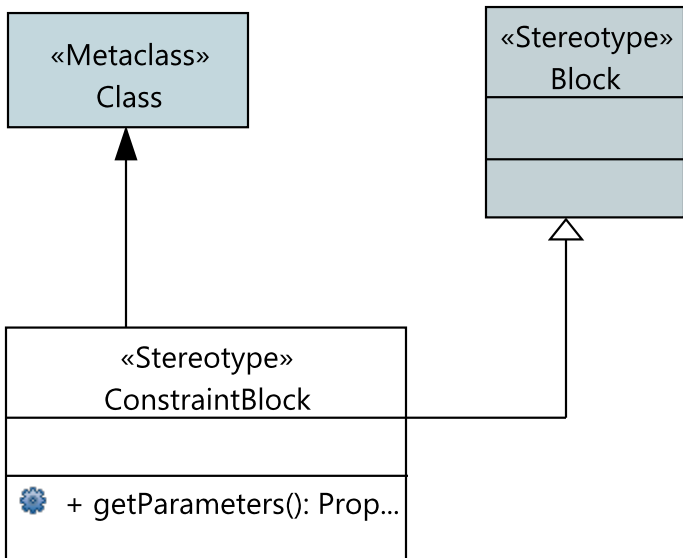 «Metaclass»
Class
«Stereotype»
Block
«Stereotype»
ConstraintBlock
+ getParameters(): Prop...